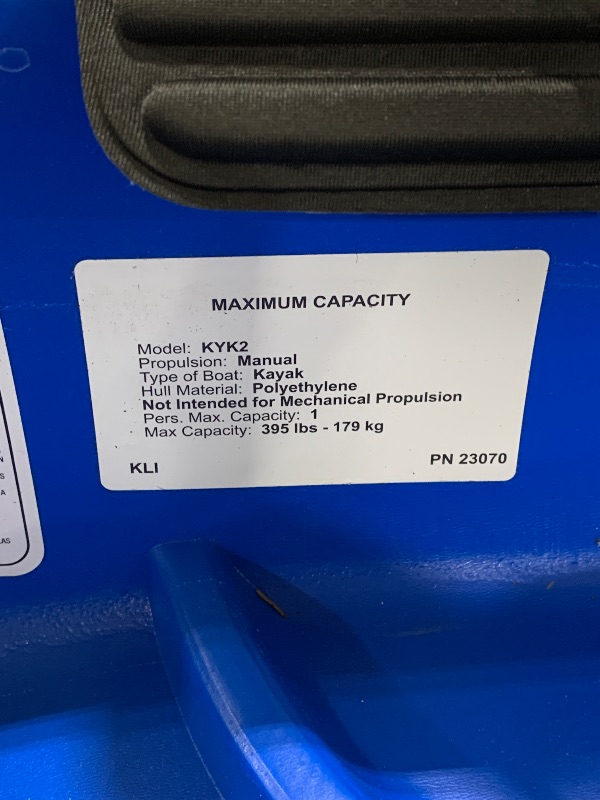 MAXIMUM CAPACITY
Model: KYK2
Propulsion: Manual
Type of Boat: Kayak
Hull Material: Polyethylene
Not Intended for Mechanical Propulsion
Pers. Max. Capacity: 1
Max Capacity: 395 lbs - 179 kg
KLI PN 23070
N
S
A
AS